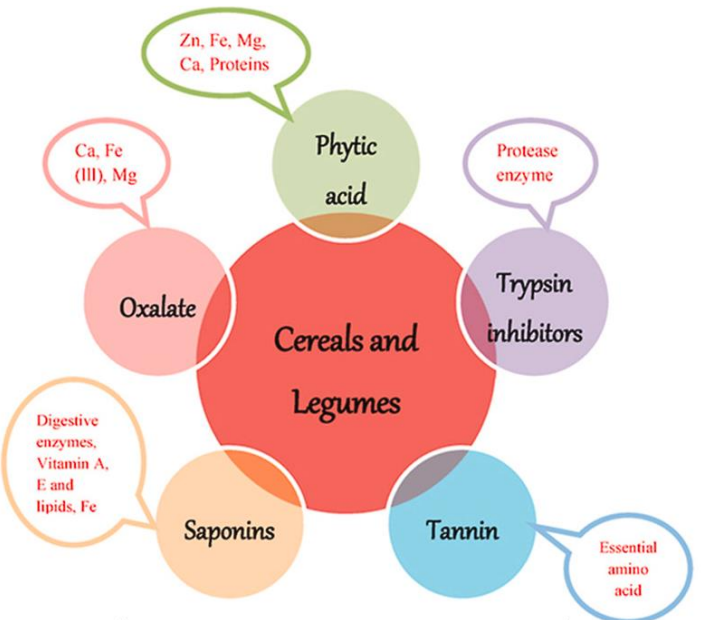 Zn, Fe, Mg,
Ca, Proteins
Phytic
acid
Ca, Fe
(III), Mg
Oxalate
Protease
enzyme
Trypsin
inhibitors
Cereals and
Legumes
Digestive
enzymes,
Vitamin A,
E and
lipids, Fe
Saponins
Tannin
Essential
amino
acid